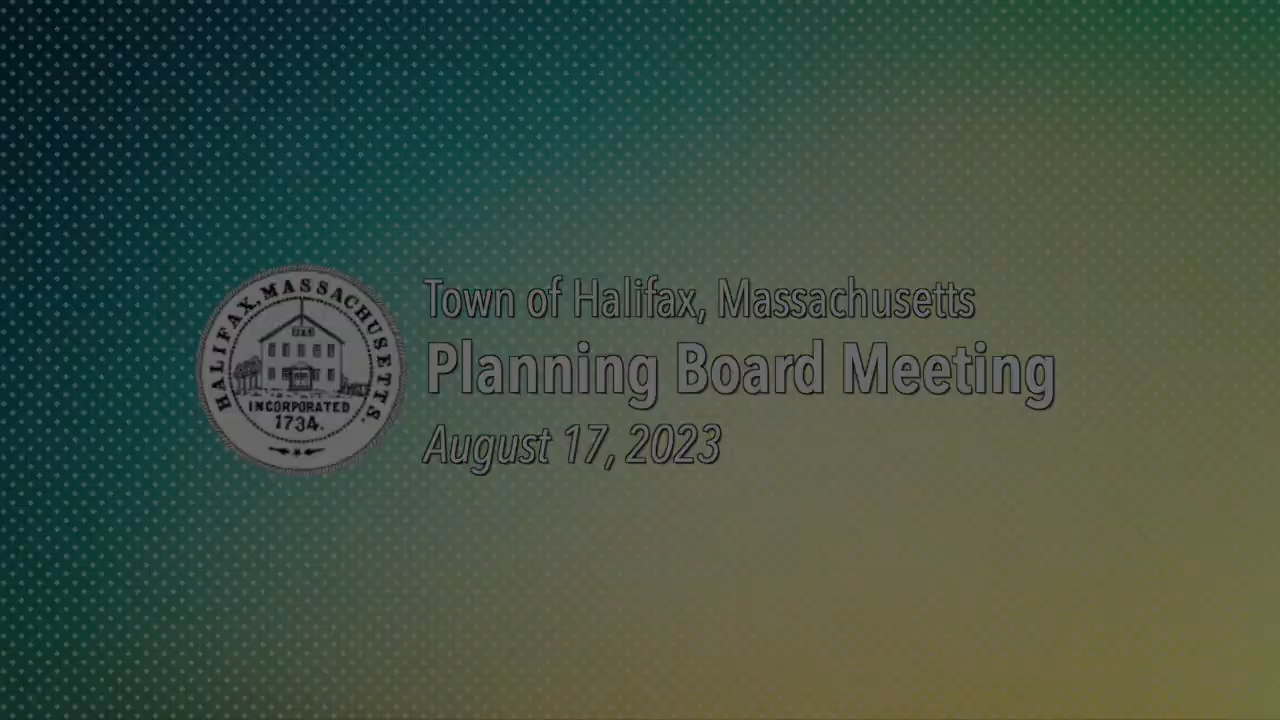 HALIFAX, MASSACHUSETTS.
INCORPORATED
1734.
Town of Halifax, Massachusetts
Planning Board Meeting
August 17, 2023